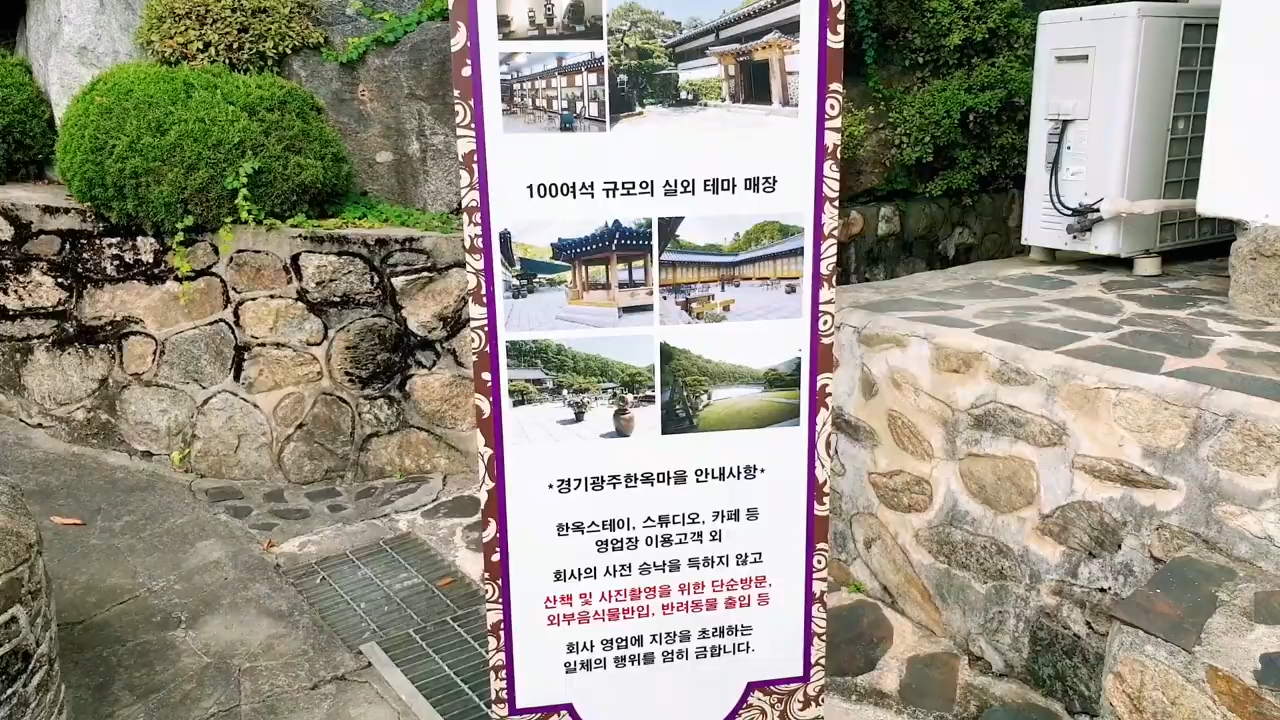 100여석 규모의 실외 테마 매장
*경기광주한옥마을 안내사항*
한옥스테이, 스튜디오, 카페 등
영업장 이용고객 외
회사의 사전 승낙을 득하지 않고
산책 및 사진촬영을 위한 단순방문,
외부음식물반입, 반려동물 출입 등
회사 영업에 지장을 초래하는
일체의 행위를 엄히 금합니다.